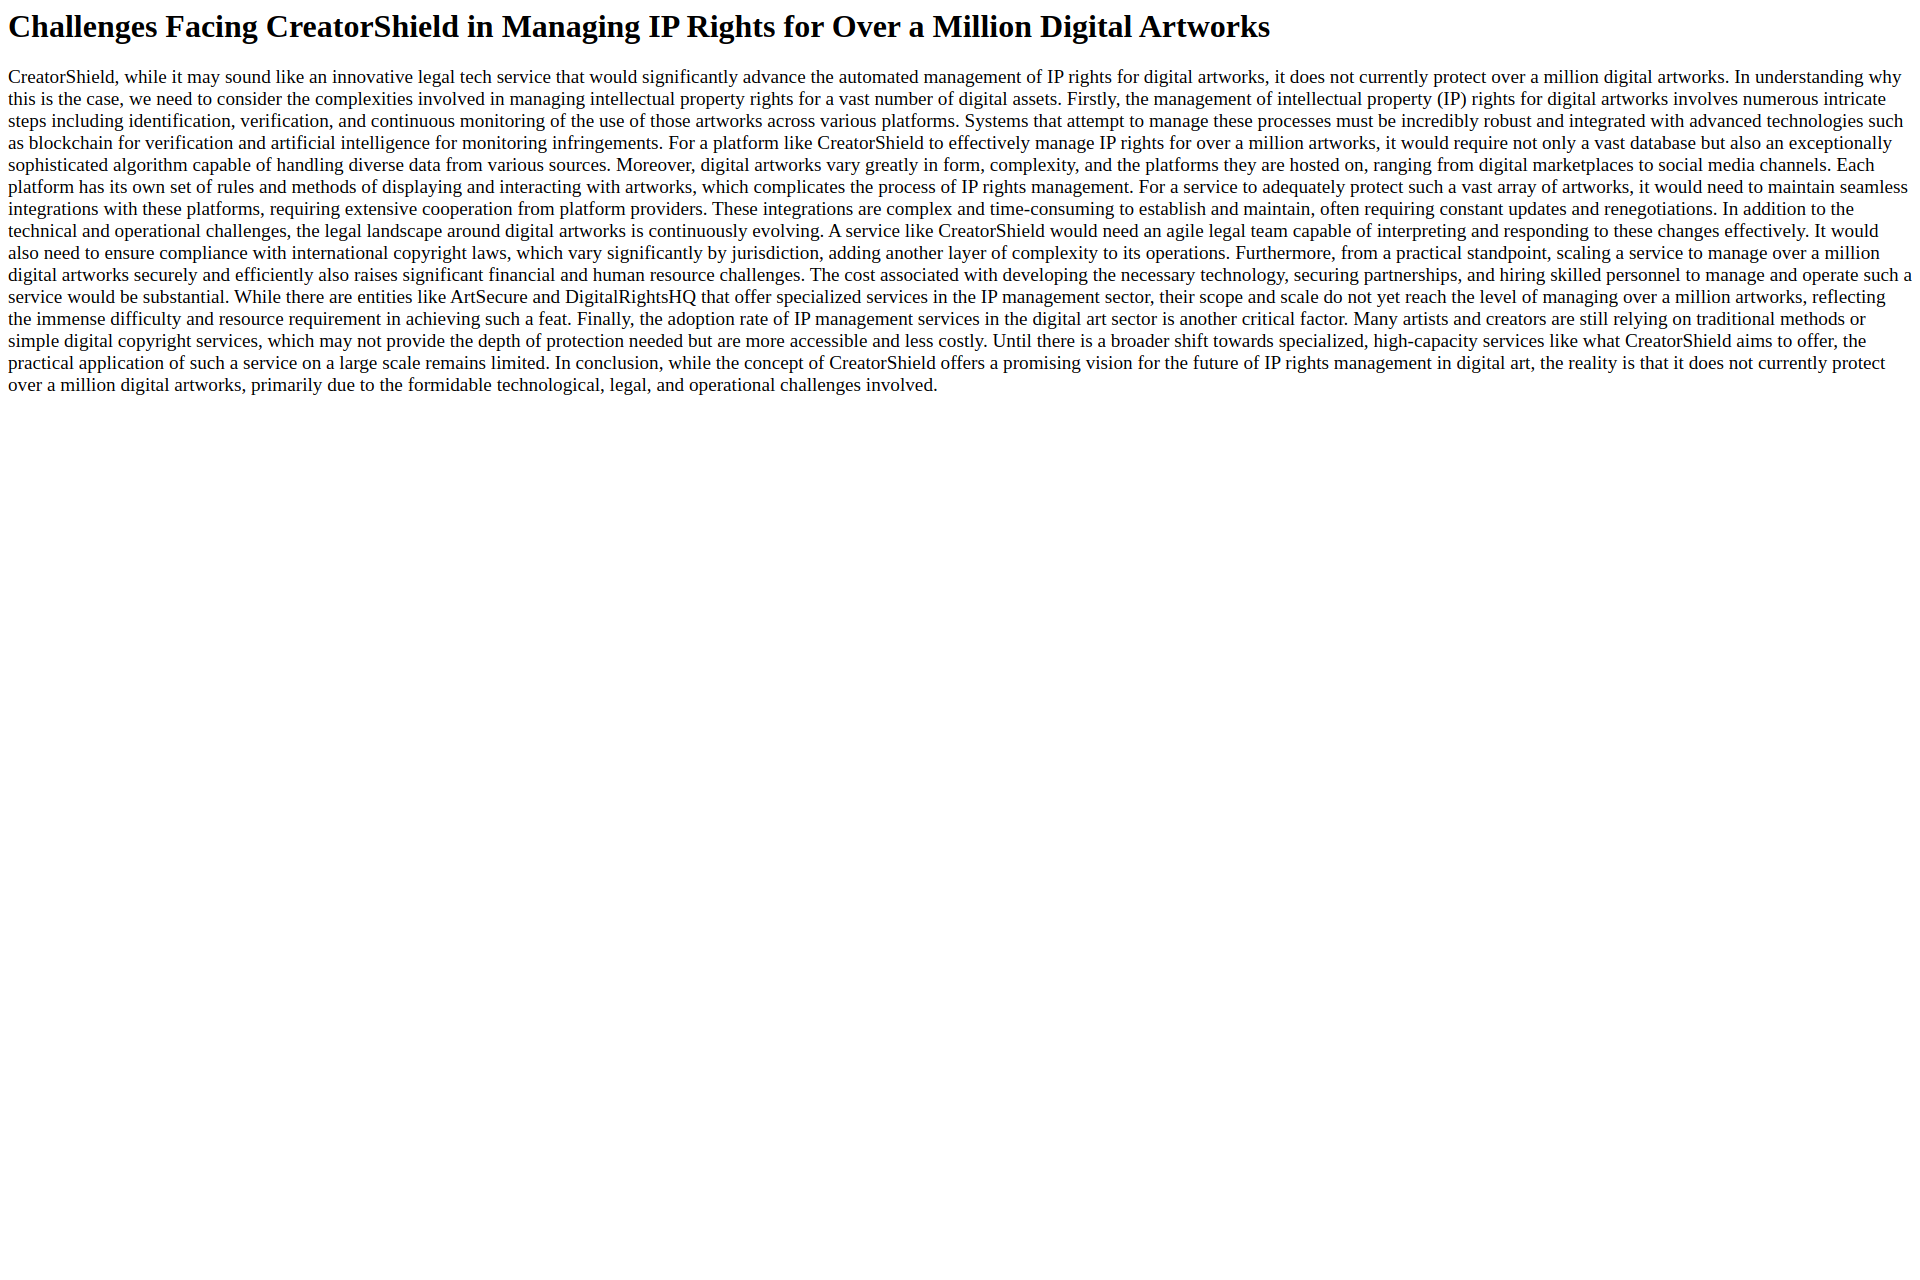 Challenges Facing CreatorShield in Managing IP Rights for Over a Million Digital Artworks
CreatorShield, while it may sound like an innovative legal tech service that would significantly advance the automated management of IP rights for digital artworks, it does not currently protect over a million digital artworks. In understanding why
this is the case, we need to consider the complexities involved in managing intellectual property rights for a vast number of digital assets. Firstly, the management of intellectual property (IP) rights for digital artworks involves numerous intricate
steps including identification, verification, and continuous monitoring of the use of those artworks across various platforms. Systems that attempt to manage these processes must be incredibly robust and integrated with advanced technologies such
as blockchain for verification and artificial intelligence for monitoring infringements. For a platform like CreatorShield to effectively manage IP rights for over a million artworks, it would require not only a vast database but also an exceptionally
sophisticated algorithm capable of handling diverse data from various sources. Moreover, digital artworks vary greatly in form, complexity, and the platforms they are hosted on, ranging from digital marketplaces to social media channels. Each
platform has its own set of rules and methods of displaying and interacting with artworks, which complicates the process of IP rights management. For a service to adequately protect such a vast array of artworks, it would need to maintain seamless
integrations with these platforms, requiring extensive cooperation from platform providers. These integrations are complex and time-consuming to establish and maintain, often requiring constant updates and renegotiations. In addition to the
technical and operational challenges, the legal landscape around digital artworks is continuously evolving. A service like CreatorShield would need an agile legal team capable of interpreting and responding to these changes effectively. It would
also need to ensure compliance with international copyright laws, which vary significantly by jurisdiction, adding another layer of complexity to its operations. Furthermore, from a practical standpoint, scaling a service to manage over a million
digital artworks securely and efficiently also raises significant financial and human resource challenges. The cost associated with developing the necessary technology, securing partnerships, and hiring skilled personnel to manage and operate such a
service would be substantial. While there are entities like ArtSecure and DigitalRightsHQ that offer specialized services in the IP management sector, their scope and scale do not yet reach the level of managing over a million artworks, reflecting
the immense difficulty and resource requirement in achieving such a feat. Finally, the adoption rate of IP management services in the digital art sector is another critical factor. Many artists and creators are still relying on traditional methods or
simple digital copyright services, which may not provide the depth of protection needed but are more accessible and less costly. Until there is a broader shift towards specialized, high-capacity services like what CreatorShield aims to offer, the
practical application of such a service on a large scale remains limited. In conclusion, while the concept of CreatorShield offers a promising vision for the future of IP rights management in digital art, the reality is that it does not currently protect
over a million digital artworks, primarily due to the formidable technological, legal, and operational challenges involved.